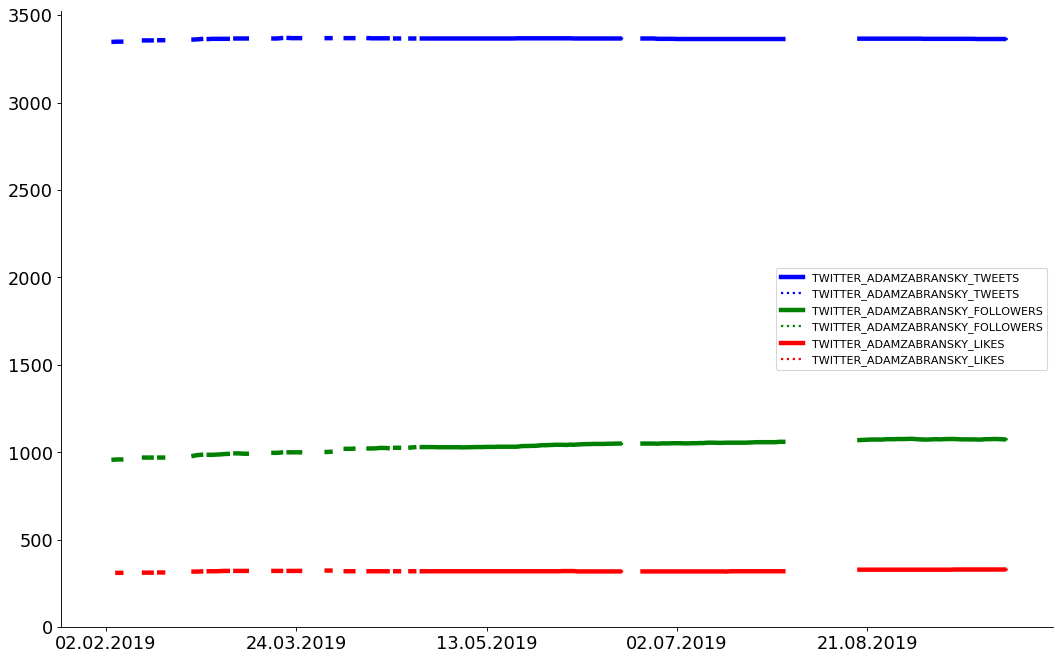 3500
3000
2500
2000
1500
1000
500
0
TWITTER_ADAMZABRANSKY_TWEETS
TWITTER_ADAMZABRANSKY_TWEETS
TWITTER_ADAMZABRANSKY_FOLLOWERS
TWITTER_ADAMZABRANSKY_FOLLOWERS
TWITTER_ADAMZABRANSKY_LIKES
TWITTER_ADAMZABRANSKY_LIKES
02.02.2019 24.03.2019 13.05.2019 02.07.2019 21.08.2019